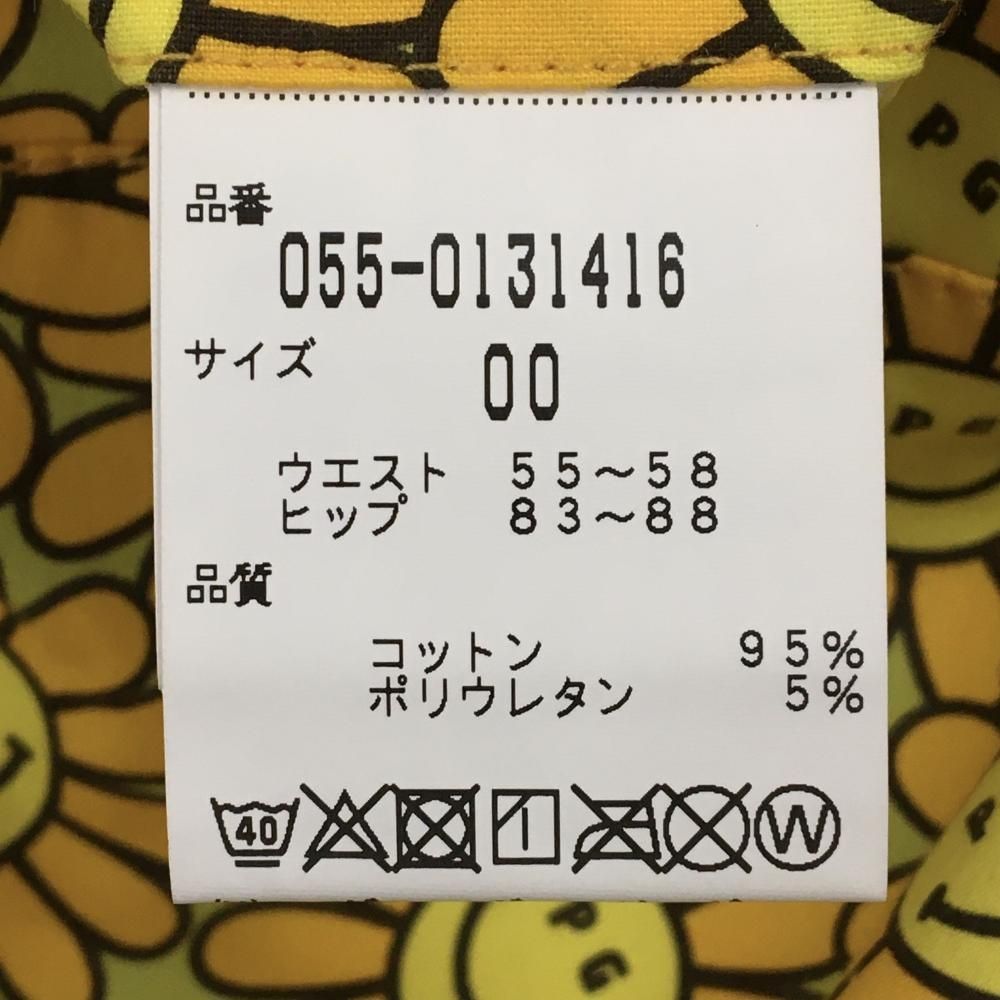 品番
055-0131416
サイズ 00
ウエスト 55～58
ヒップ 83～88
品質
コットン 95%
ポリウレタン 5%
40 W
P G
P G